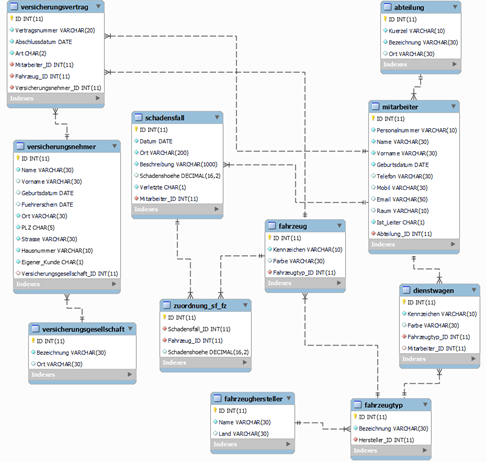 versicherungsvertrag
ID INT(11)
Vertragsnummer VARCHAR(20)
Abschlussdatum DATE
Art CHAR(2)
Mitarbeiter_ID INT(11)
Fahrzeug_ID INT(11)
Versicherungsnehmer_ID INT(11)
Indexes
abteilung
ID INT(11)
Kuerzel VARCHAR(10)
Bezeichnung VARCHAR(30)
Ort VARCHAR(30)
Indexes
schadensfall
ID INT(11)
Datum DATE
Ort VARCHAR(200)
Beschreibung VARCHAR(1000)
Schadenshoehe DECIMAL(16,2)
Verletzte CHAR(1)
Mitarbeiter_ID INT(11)
Indexes
mitarbeiter
ID INT(11)
Personalnummer VARCHAR(10)
Name VARCHAR(30)
Vorname VARCHAR(30)
Geburtsdatum DATE
Telefon VARCHAR(30)
Mobil VARCHAR(30)
Email VARCHAR(50)
Raum VARCHAR(10)
Ist_Leiter CHAR(1)
Abteilung_ID INT(11)
Indexes
versicherungsnehmer
ID INT(11)
Name VARCHAR(30)
Vorname VARCHAR(30)
Geburtsdatum DATE
Fuehrerschein DATE
Ort VARCHAR(30)
PLZ CHAR(5)
Strasse VARCHAR(30)
Hausnummer VARCHAR(10)
Eigener_Kunde CHAR(1)
Versicherungsgesellschaft_ID INT(11)
Indexes
fahrzeug
ID INT(11)
Kennzeichen VARCHAR(10)
Farbe VARCHAR(30)
Fahrzeugtyp_ID INT(11)
Indexes
dienstwagen
ID INT(11)
Kennzeichen VARCHAR(10)
Farbe VARCHAR(30)
Fahrzeugtyp_ID INT(11)
Mitarbeiter_ID INT(11)
Indexes
zuordnung_sf_fz
ID INT(11)
Schadensfall_ID INT(11)
Fahrzeug_ID INT(11)
Schadenshoehe DECIMAL(16,2)
Indexes
versicherungsgesellschaft
ID INT(11)
Bezeichnung VARCHAR(30)
Ort VARCHAR(30)
Indexes
fahrzeughersteller
ID INT(11)
Name VARCHAR(30)
Land VARCHAR(30)
Indexes
fahrzeugtyp
ID INT(11)
Bezeichnung VARCHAR(30)
Hersteller_ID INT(11)
Indexes